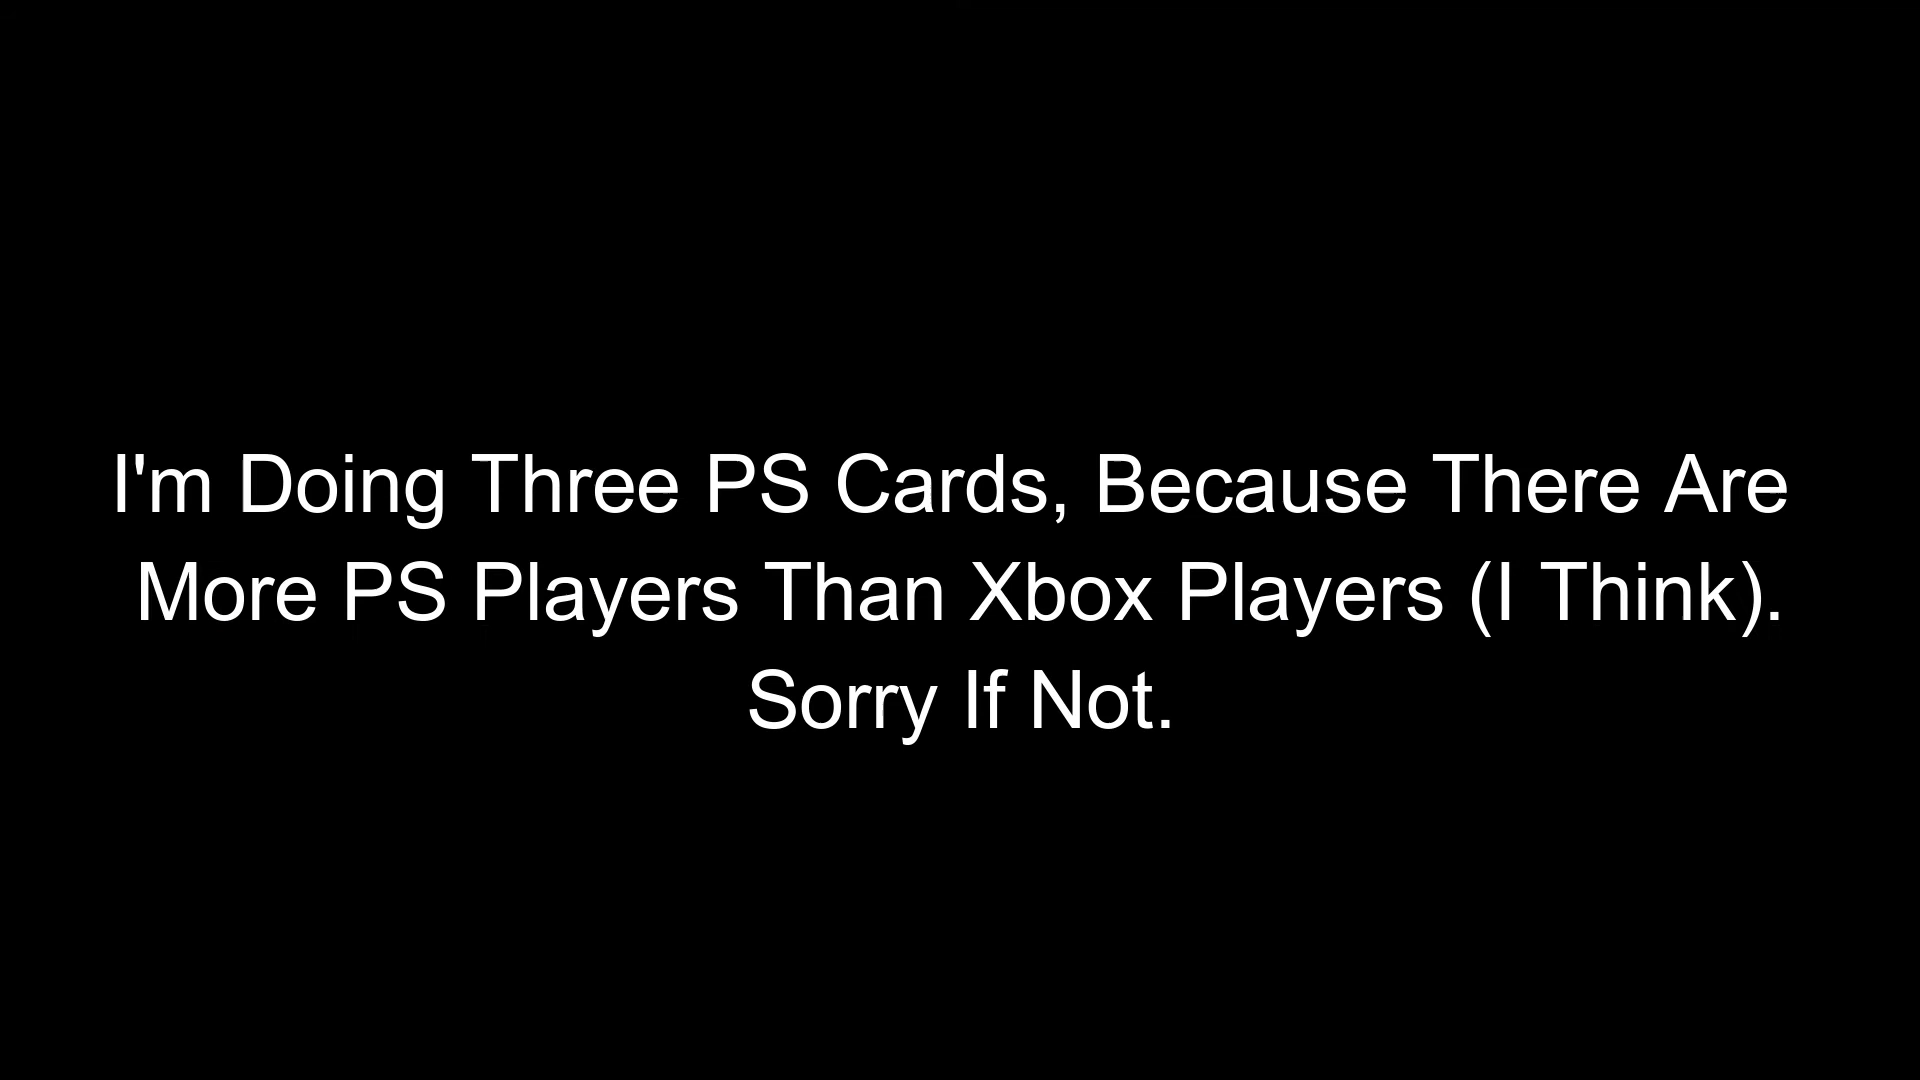 I'm Doing Three PS Cards, Because There Are
More PS Players Than Xbox Players (I Think).
Sorry If Not.